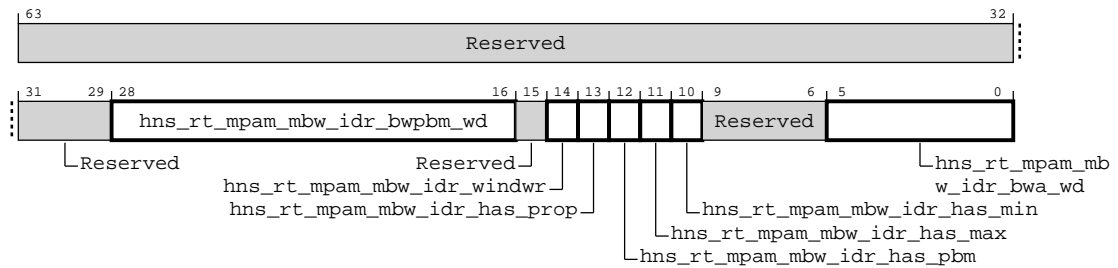 63 32
Reserved
31 29 28 16 15 14 13 12 11 10 9 6 5 0
hns_rt_mpam_mbw_idr_bwpbm_wd Reserved
Reserved Reserved hns_rt_mpam_mb
hns_rt_mpam_mbw_idr_windwr w_idr_bwa_wd
hns_rt_mpam_mbw_idr_has_prop hns_rt_mpam_mbw_idr_has_min
hns_rt_mpam_mbw_idr_has_max
hns_rt_mpam_mbw_idr_has_pbm